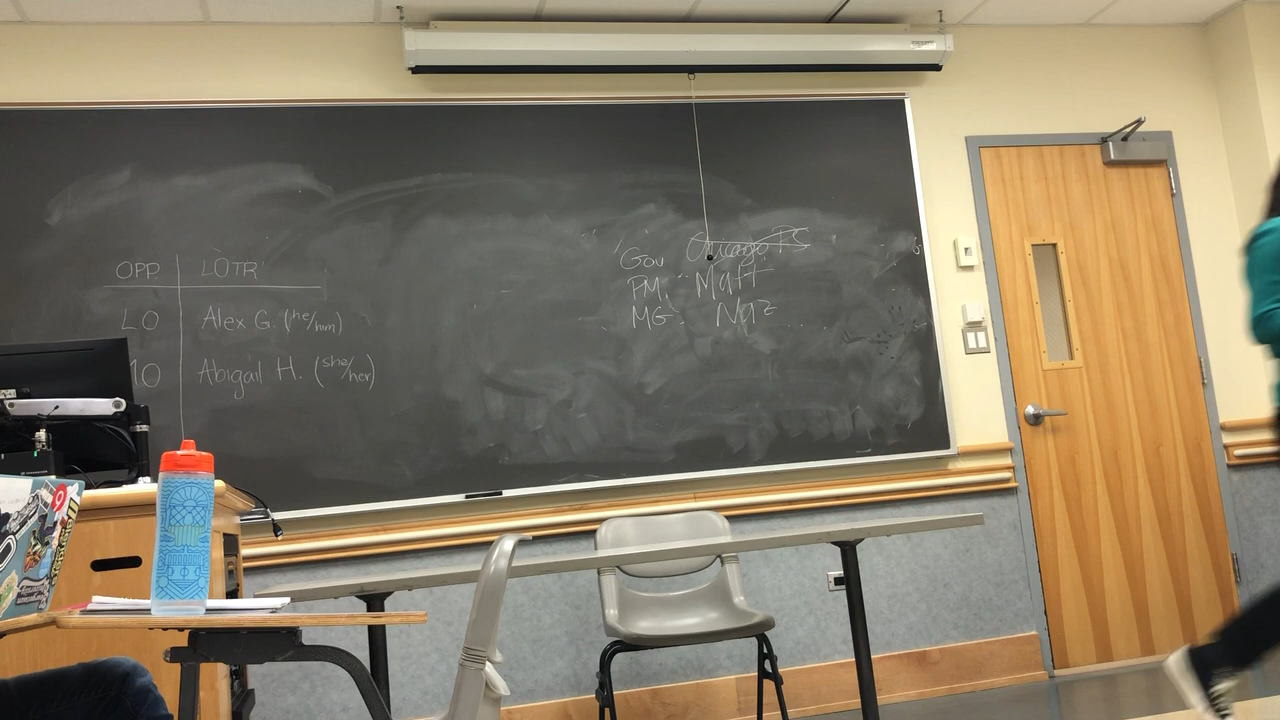 OPP LOTR
LO Alex G. (he/him)
MO Abigail H. (she/her)
Gov Chicago PS
PM: Matt
MG: Naz